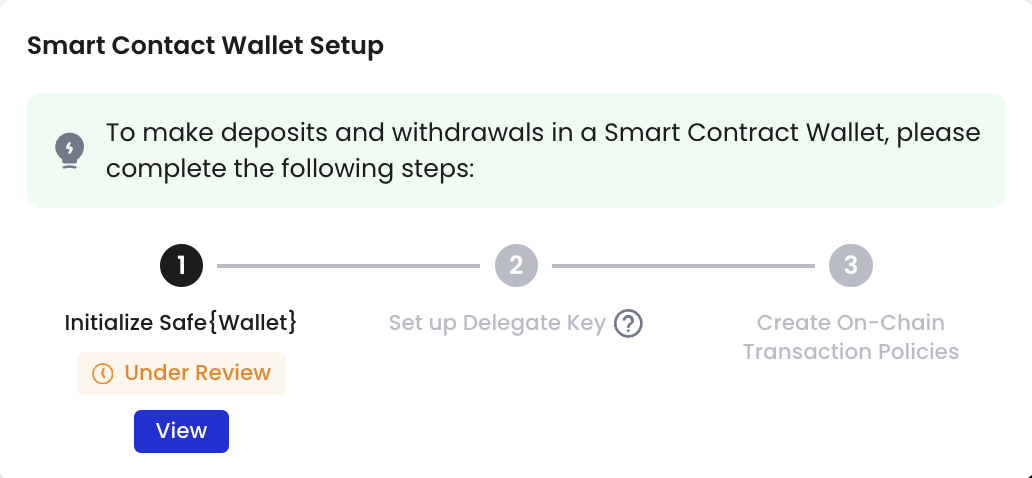 Smart Contact Wallet Setup
To make deposits and withdrawals in a Smart Contract Wallet, please
complete the following steps:
1
2
3
Initialize Safe{Wallet}
Set up Delegate Key ?
Create On-Chain
Transaction Policies
Under Review
View